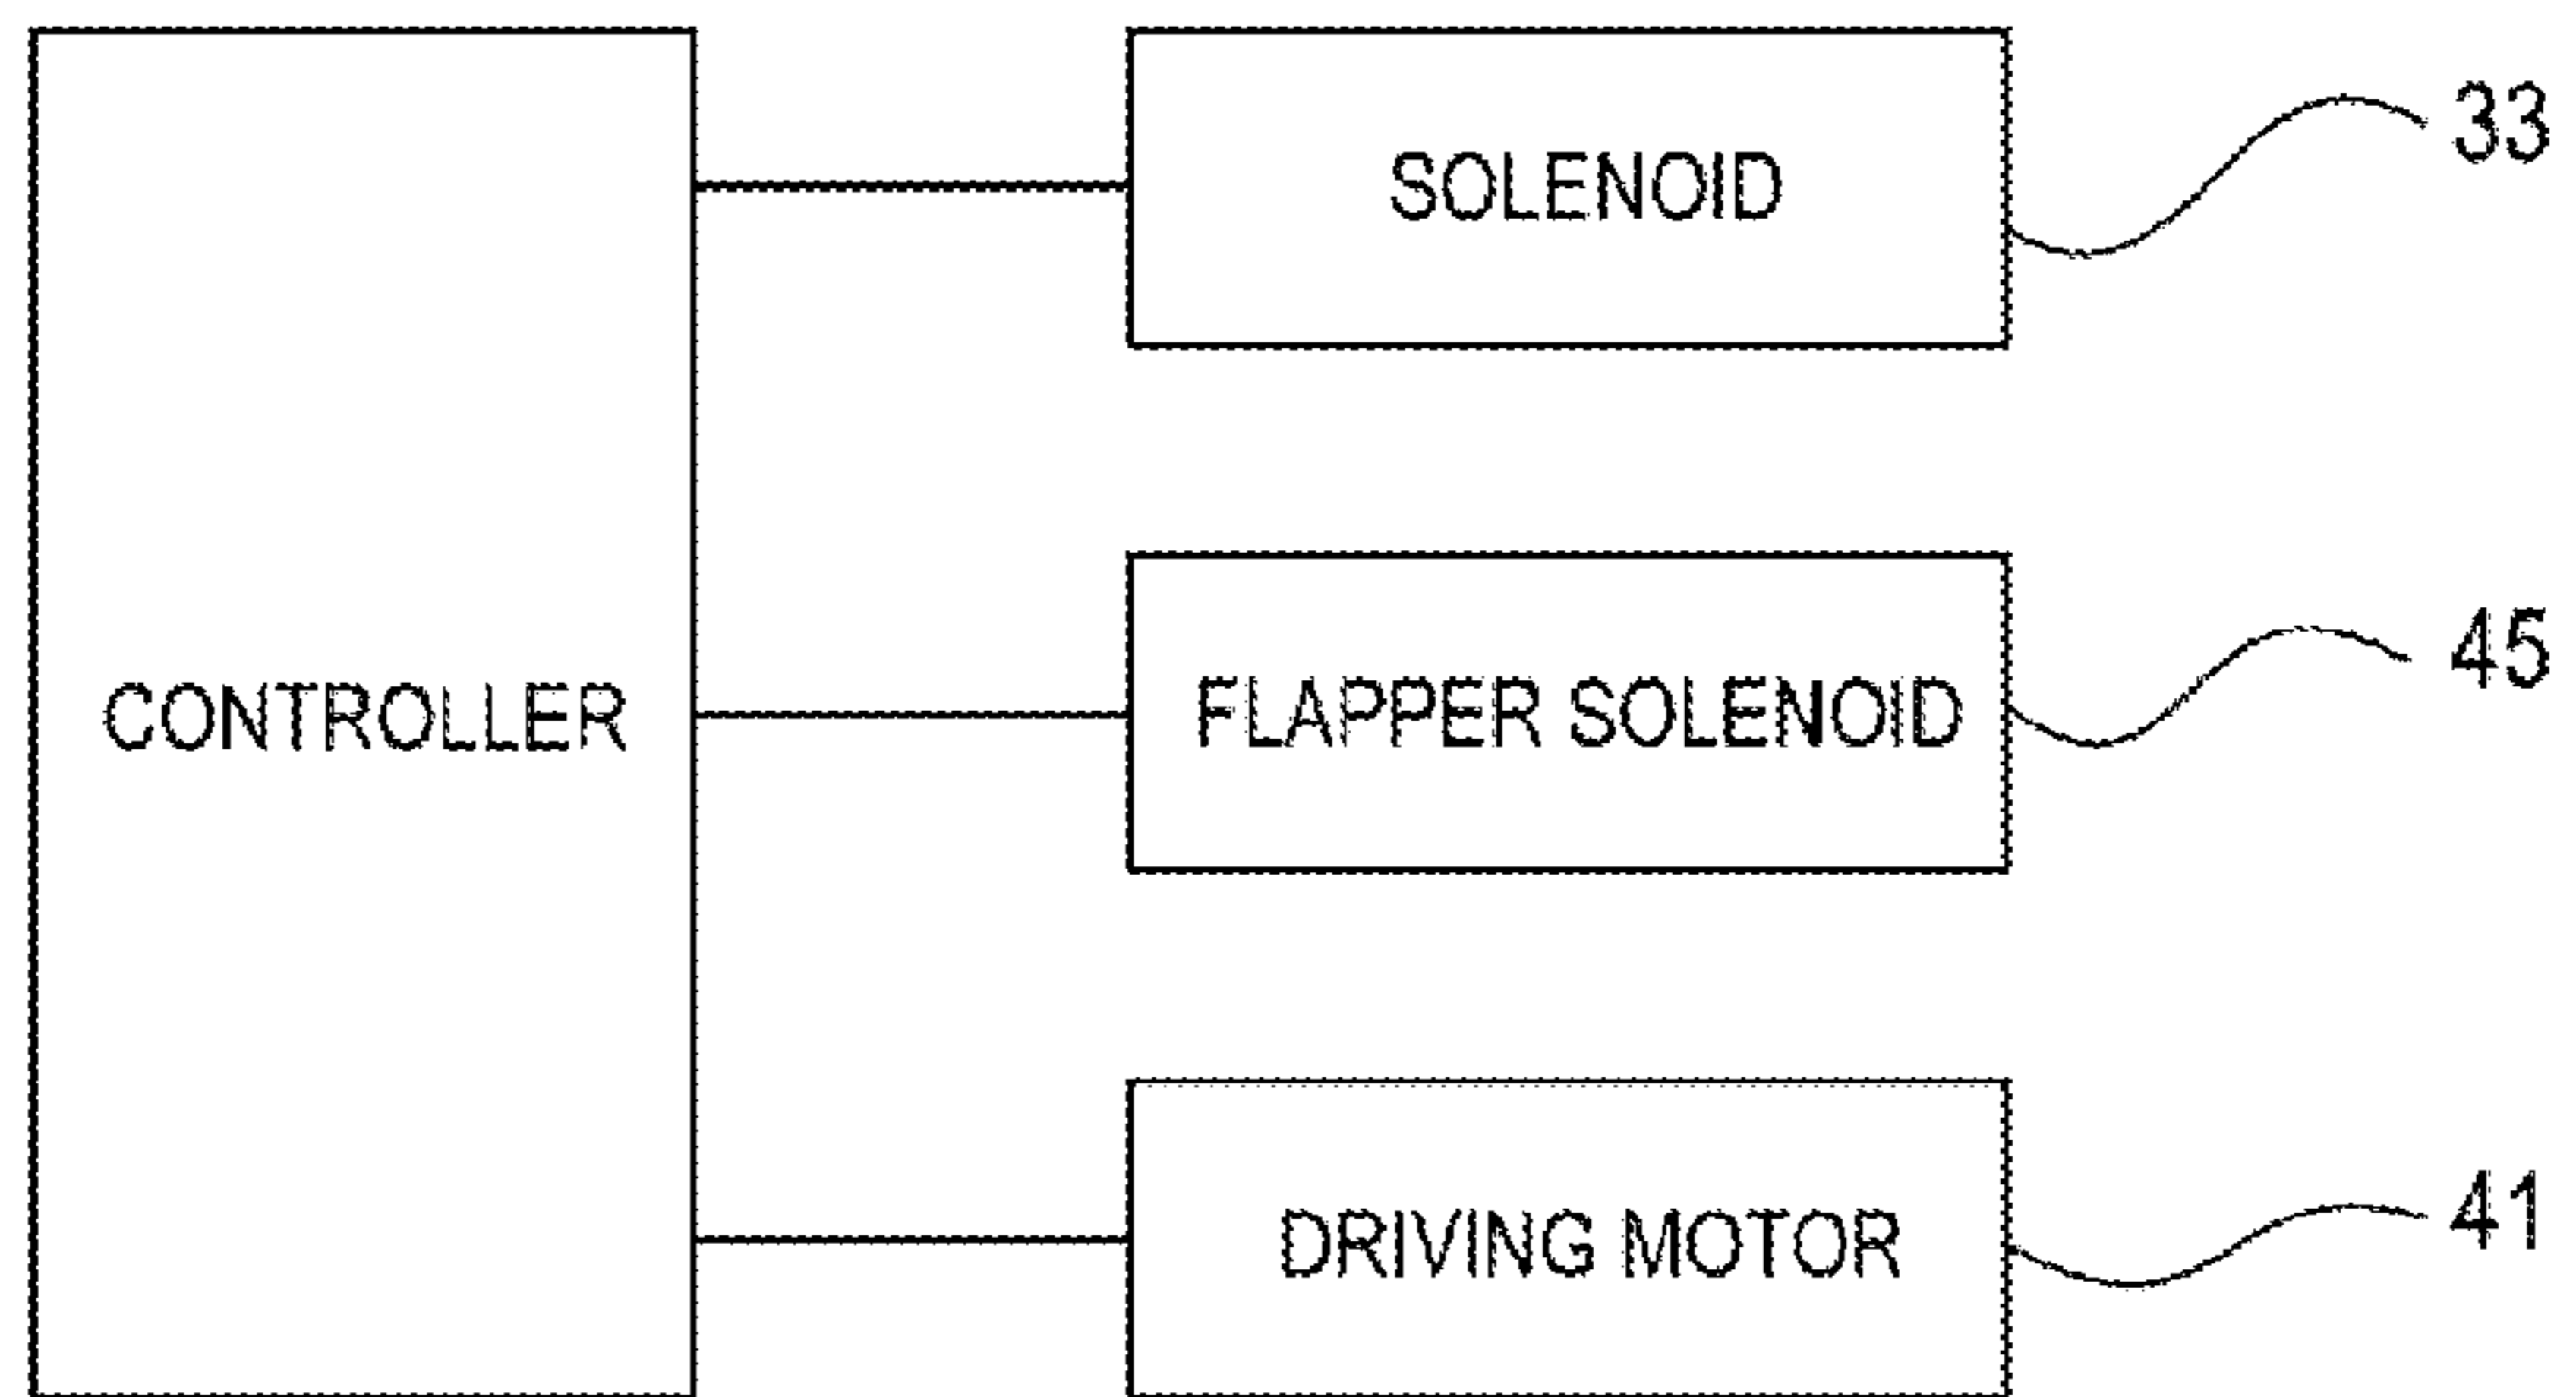 SOLENOID
33
CONTROLLER
FLAPPER SOLENOID
45
DRIVING MOTOR
41